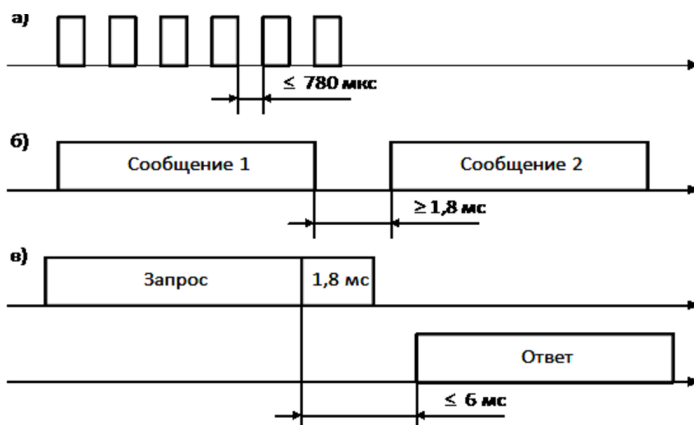 а)
≤ 780 мкс
б)
Сообщение 1
Сообщение 2
≥ 1,8 мс
в)
Запрос
1,8 мс
Ответ
≤ 6 мс